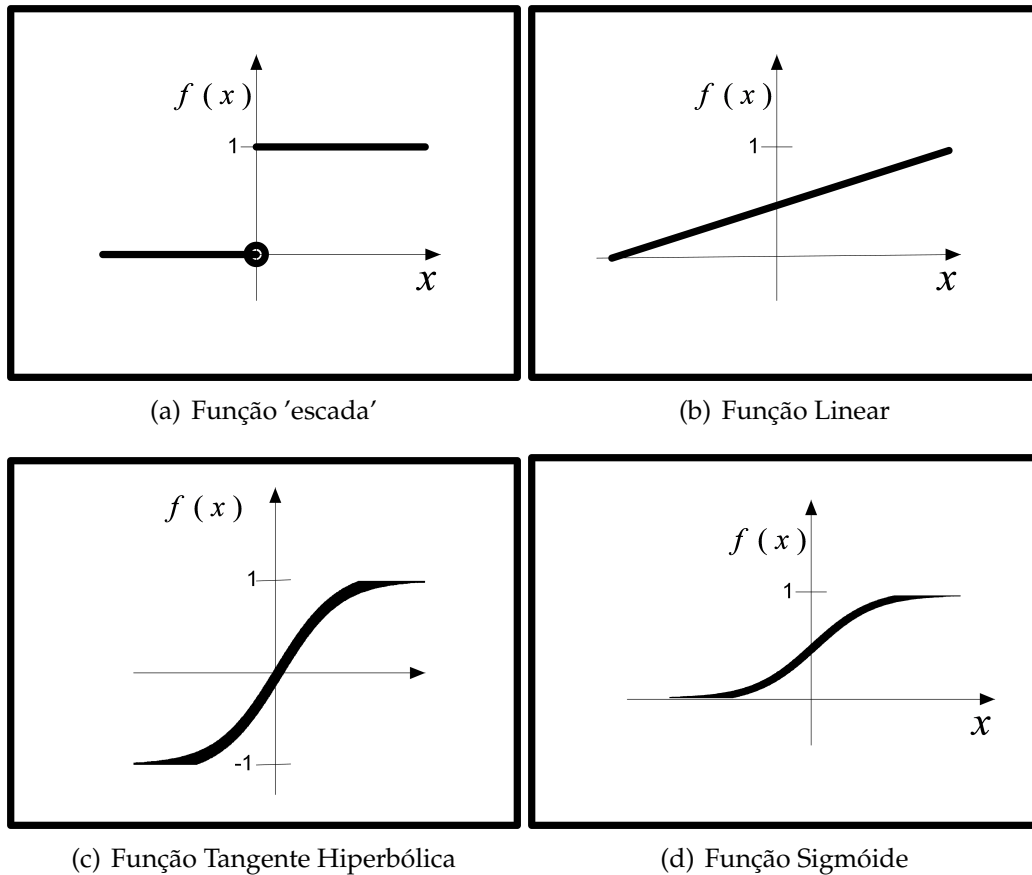 f ( x )
1
x
(a) Função ’escada’
f ( x )
1
x
(b) Função Linear
f ( x )
1
-1
(c) Função Tangente Hiperbólica
f ( x )
1
x
(d) Função Sigmóide